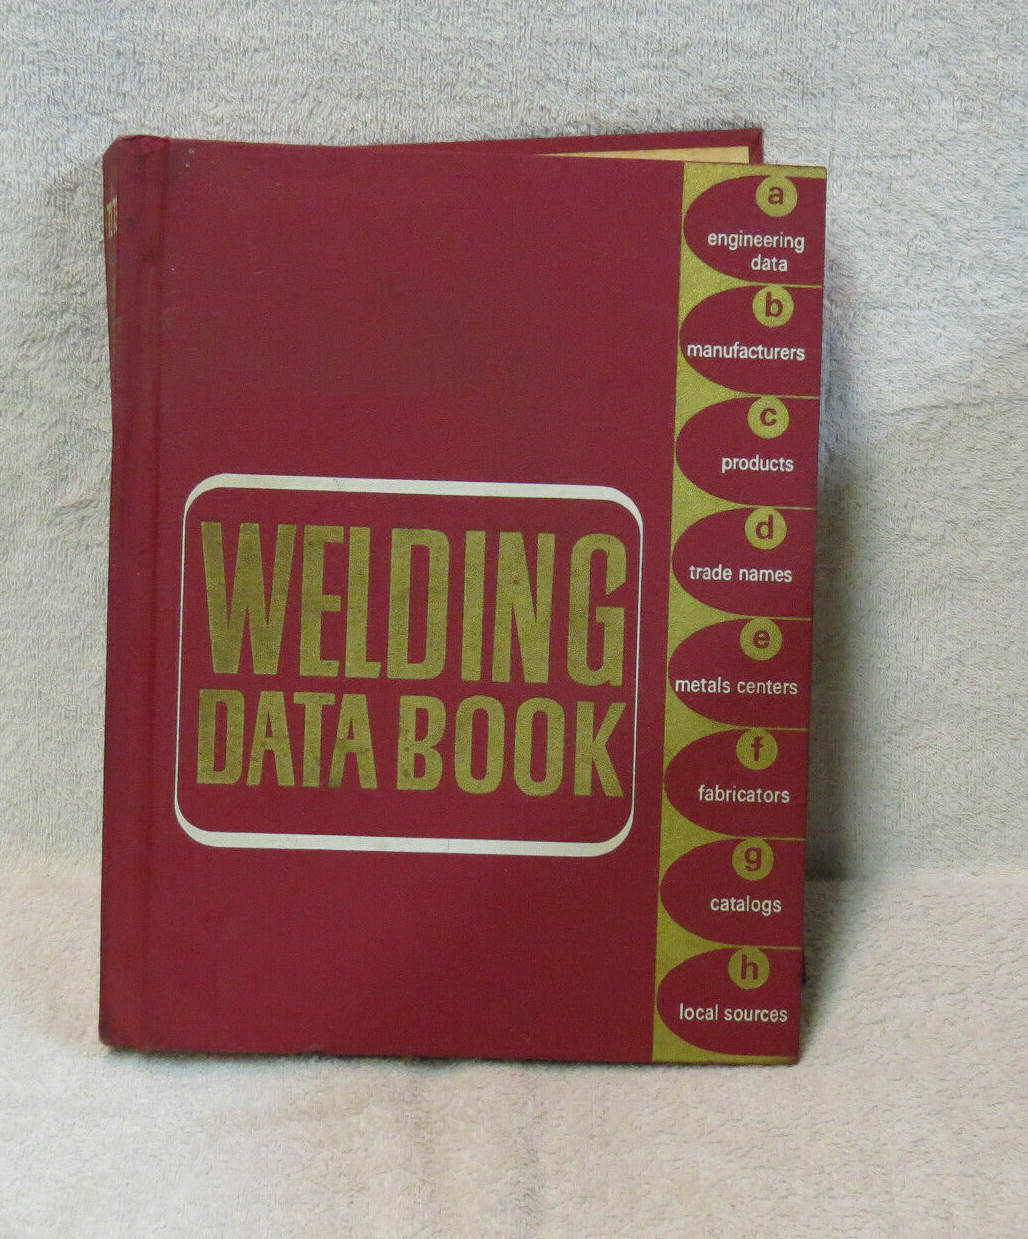 WELDING
DATA BOOK
a
engineering
data
b
manufacturers
c
products
d
trade names
e
metals centers
f
fabricators
g
catalogs
h
local sources